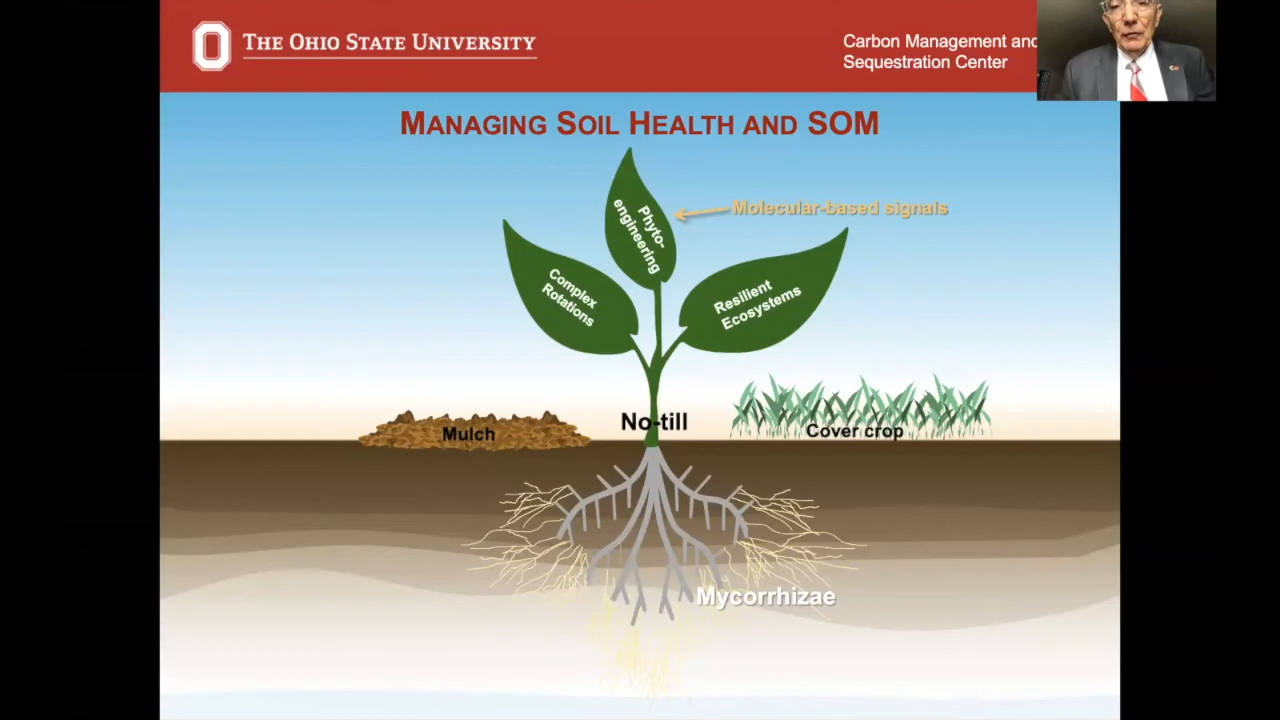 THE OHIO STATE UNIVERSITY
Carbon Management and
Sequestration Center
MANAGING SOIL HEALTH AND SOM
Molecular-based signals
Phyto-
engineering
Complex
Rotations
Resilient
Ecosystems
Mulch
No-till
Cover crop
Mycorrhizae